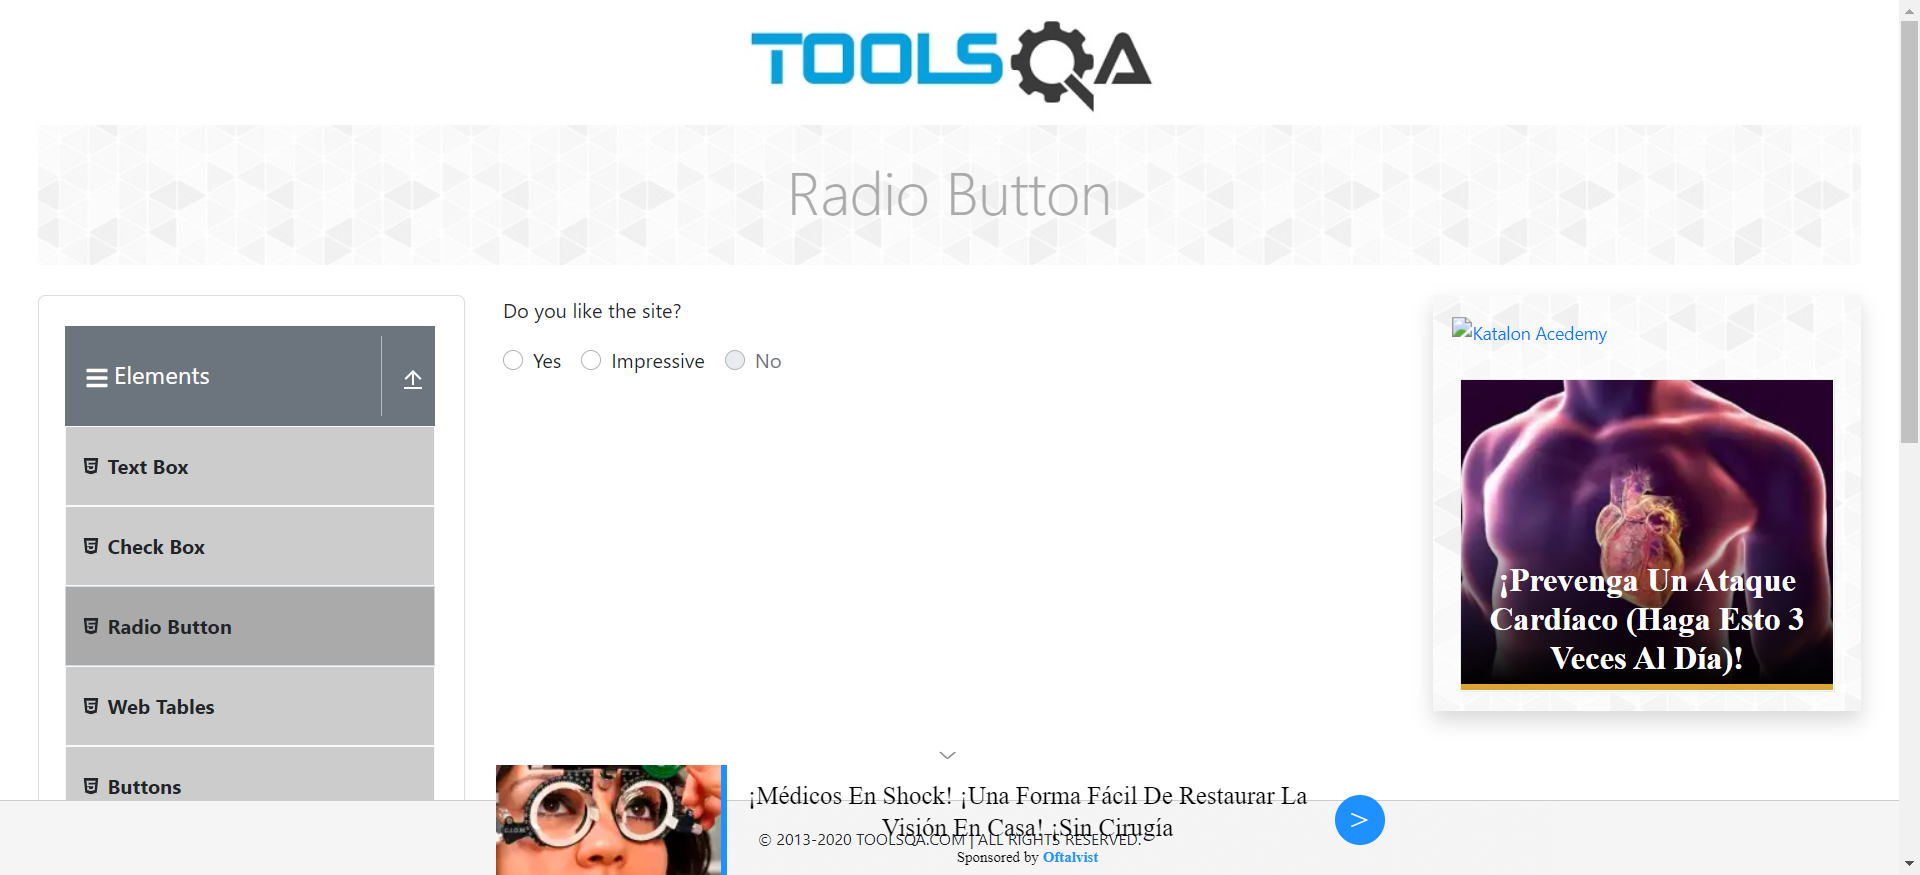 TOOLSQA
Radio Button
Elements
Text Box
Check Box
Radio Button
Web Tables
Buttons
Do you like the site?
Yes
Impressive
No
Katalon Acedemy
¡Prevenga Un Ataque
Cardíaco (Haga Esto 3
Veces Al Día)!
¡Médicos En Shock! ¡Una Forma Fácil De Restaurar La
Visión En Casa! ¡Sin Cirugía
© 2013-2020 TOOLSQA.COM | ALL RIGHTS RESERVED.
Sponsored by Oftalvist